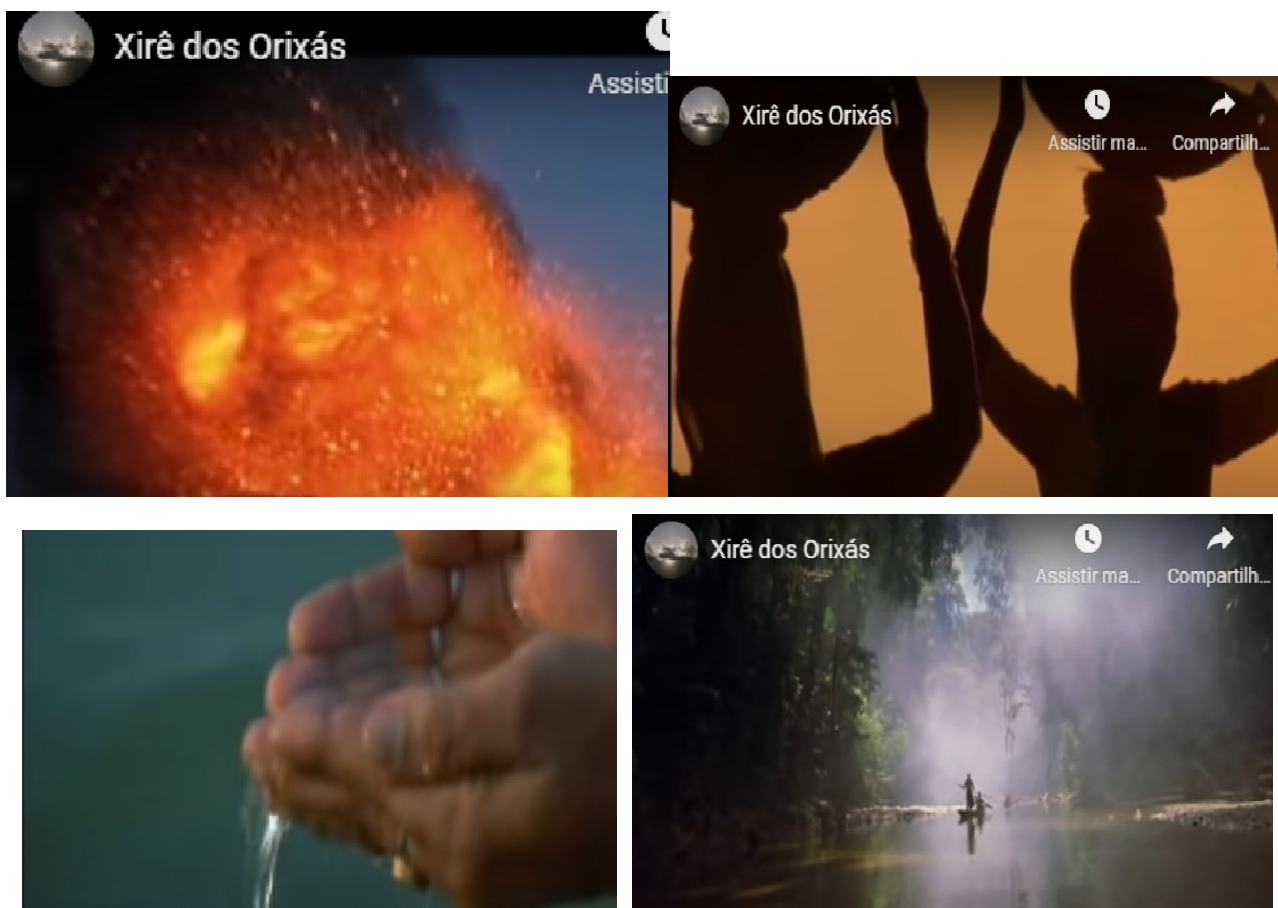 Xirê dos Orixás
Assisti
Xirê dos Orixás
Assistir ma...
Compartilh...
Xirê dos Orixás
Assistir ma...
Compartilh...